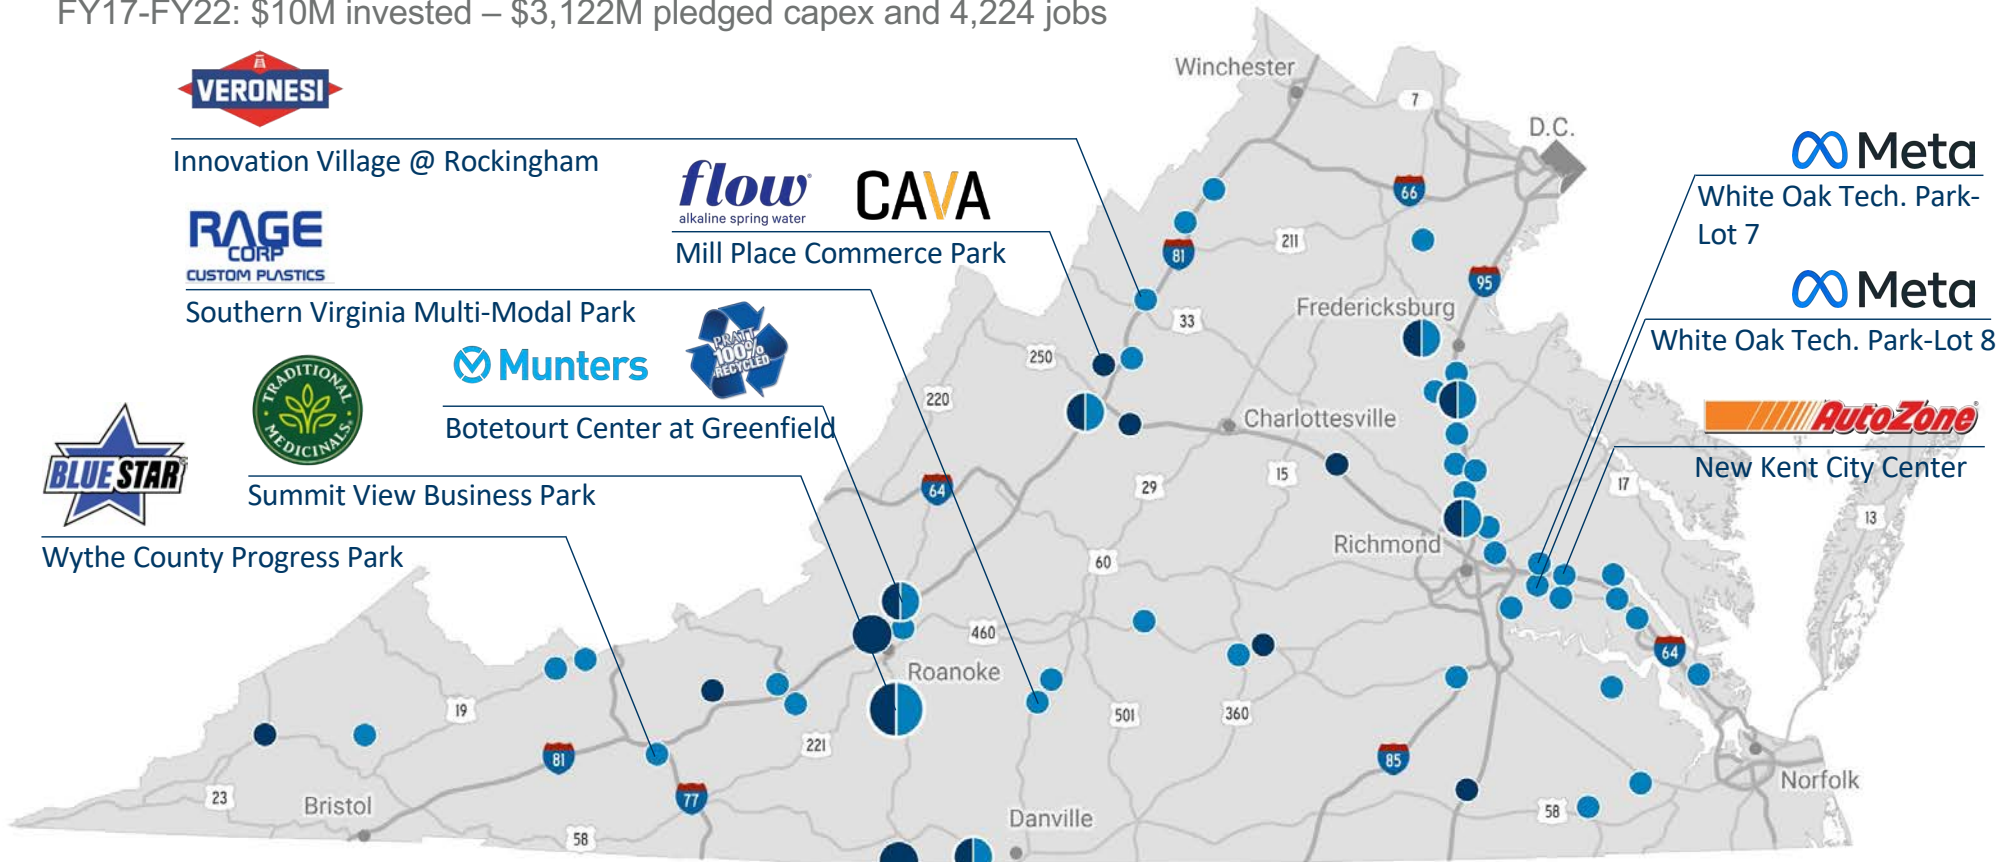 FY17-FY22: $10M invested – $3,122M pledged capex and 4,224 jobs
VERONESI
Innovation Village @ Rockingham
flow
alkaline spring water
CAVA
Mill Place Commerce Park
RAGE
CORP
CUSTOM PLASTICS
Southern Virginia Multi-Modal Park
Munters
PRATT
100%
RECYCLED
Botetourt Center at Greenfield
TRADITIONAL
MEDICINALS
Summit View Business Park
BLUE STAR
Wythe County Progress Park
Meta
White Oak Tech. Park-
Lot 7
Meta
White Oak Tech. Park-Lot 8
AutoZone
New Kent City Center
Winchester
7
D.C.
66
81
211
95
Fredericksburg
33
250
220
Charlottesville
15
29
17
13
64
Richmond
60
460
Roanoke
64
19
501
360
221
81
85
77
23
Bristol
58
Danville
58
Norfolk